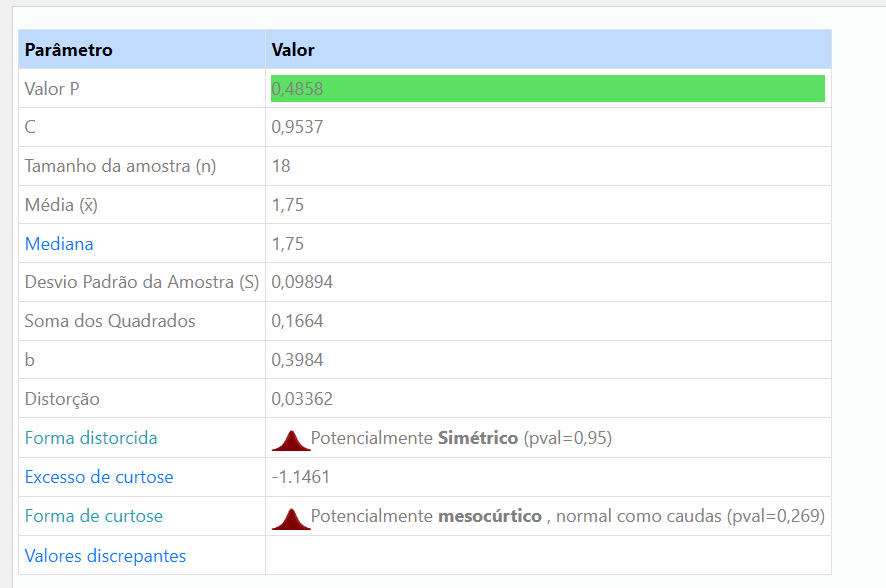 Parâmetro Valor
Valor P 0,4858
C 0,9537
Tamanho da amostra (n) 18
Média (x̄) 1,75
Mediana 1,75
Desvio Padrão da Amostra (S) 0,09894
Soma dos Quadrados 0,1664
b 0,3984
Distorção 0,03362
Forma distorcida Potencialmente Simétrico (pval=0,95)
Excesso de curtose -1.1461
Forma de curtose Potencialmente mesocúrtico , normal como caudas (pval=0,269)
Valores discrepantes